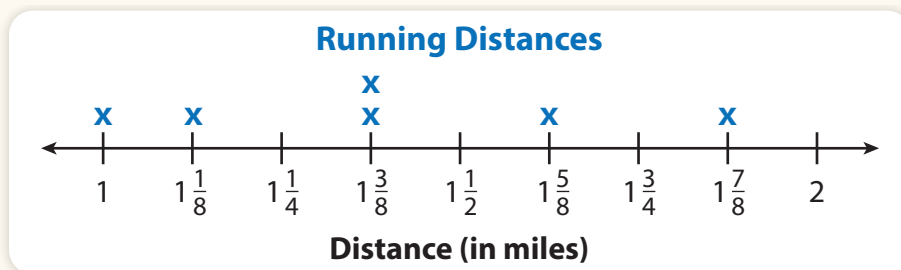 Running Distances
x
x x x x x
1 1 1/8 1 1/4 1 3/8 1 1/2 1 5/8 1 3/4 1 7/8 2
Distance (in miles)